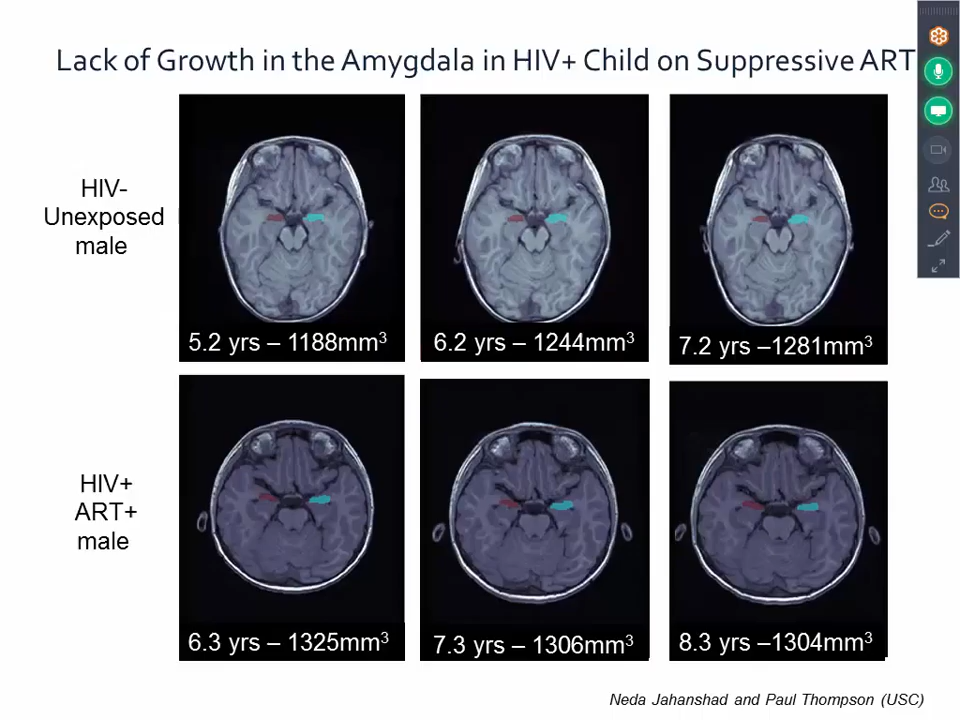 Lack of Growth in the Amygdala in HIV+ Child on Suppressive ART
HIV-
Unexposed
male
5.2 yrs – 1188mm³
6.2 yrs – 1244mm³
7.2 yrs –1281mm³
HIV+
ART+
male
6.3 yrs – 1325mm³
7.3 yrs – 1306mm³
8.3 yrs –1304mm³
Neda Jahanshad and Paul Thompson (USC)